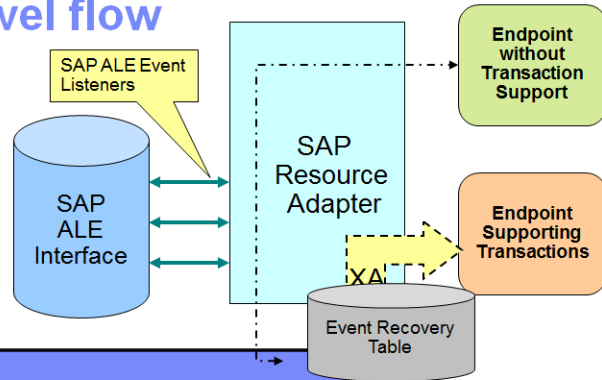 vel flow
SAP ALE Event
Listeners
Endpoint
without
Transaction
Support
SAP
Resource
Adapter
SAP
ALE
Interface
Endpoint
Supporting
Transactions
XA
Event Recovery
Table